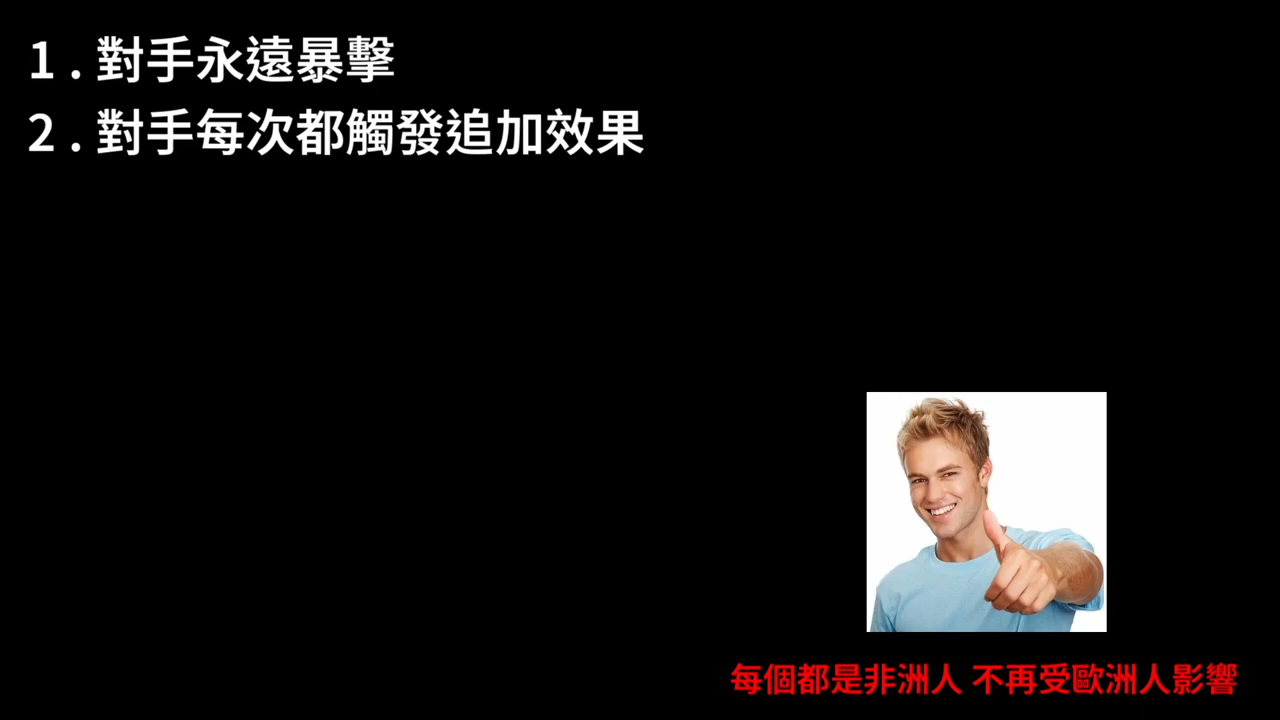 1 . 對手永遠暴擊
2 . 對手每次都觸發追加效果
每個都是非洲人 不再受歐洲人影響